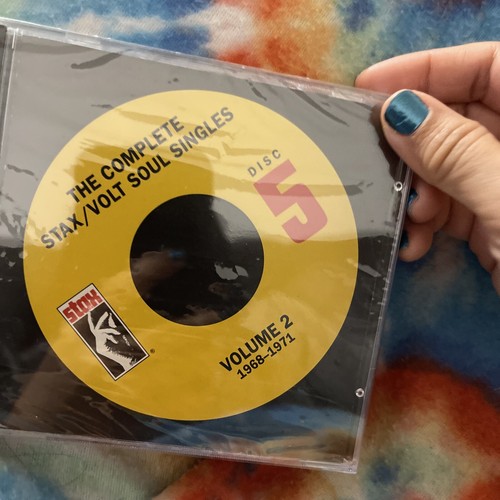 THE COMPLETE
STAX/VOLT SOUL SINGLES
DISC
5
stax
®
VOLUME 2
1968–1971